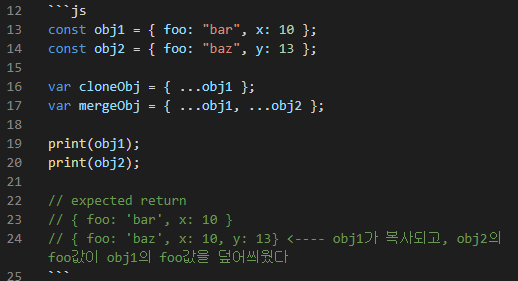 12 ```js
13 const obj1 = { foo: "bar", x: 10 };
14 const obj2 = { foo: "baz", y: 13 };
15
16 var cloneObj = { ...obj1 };
17 var mergeObj = { ...obj1, ...obj2 };
18
19 print(obj1);
20 print(obj2);
21
22 // expected return
23 // { foo: 'bar', x: 10 }
24 // { foo: 'baz', x: 10, y: 13} <---- obj1가 복사되고, obj2의
foo값이 obj1의 foo값을 덮어씌웠다
25 ```